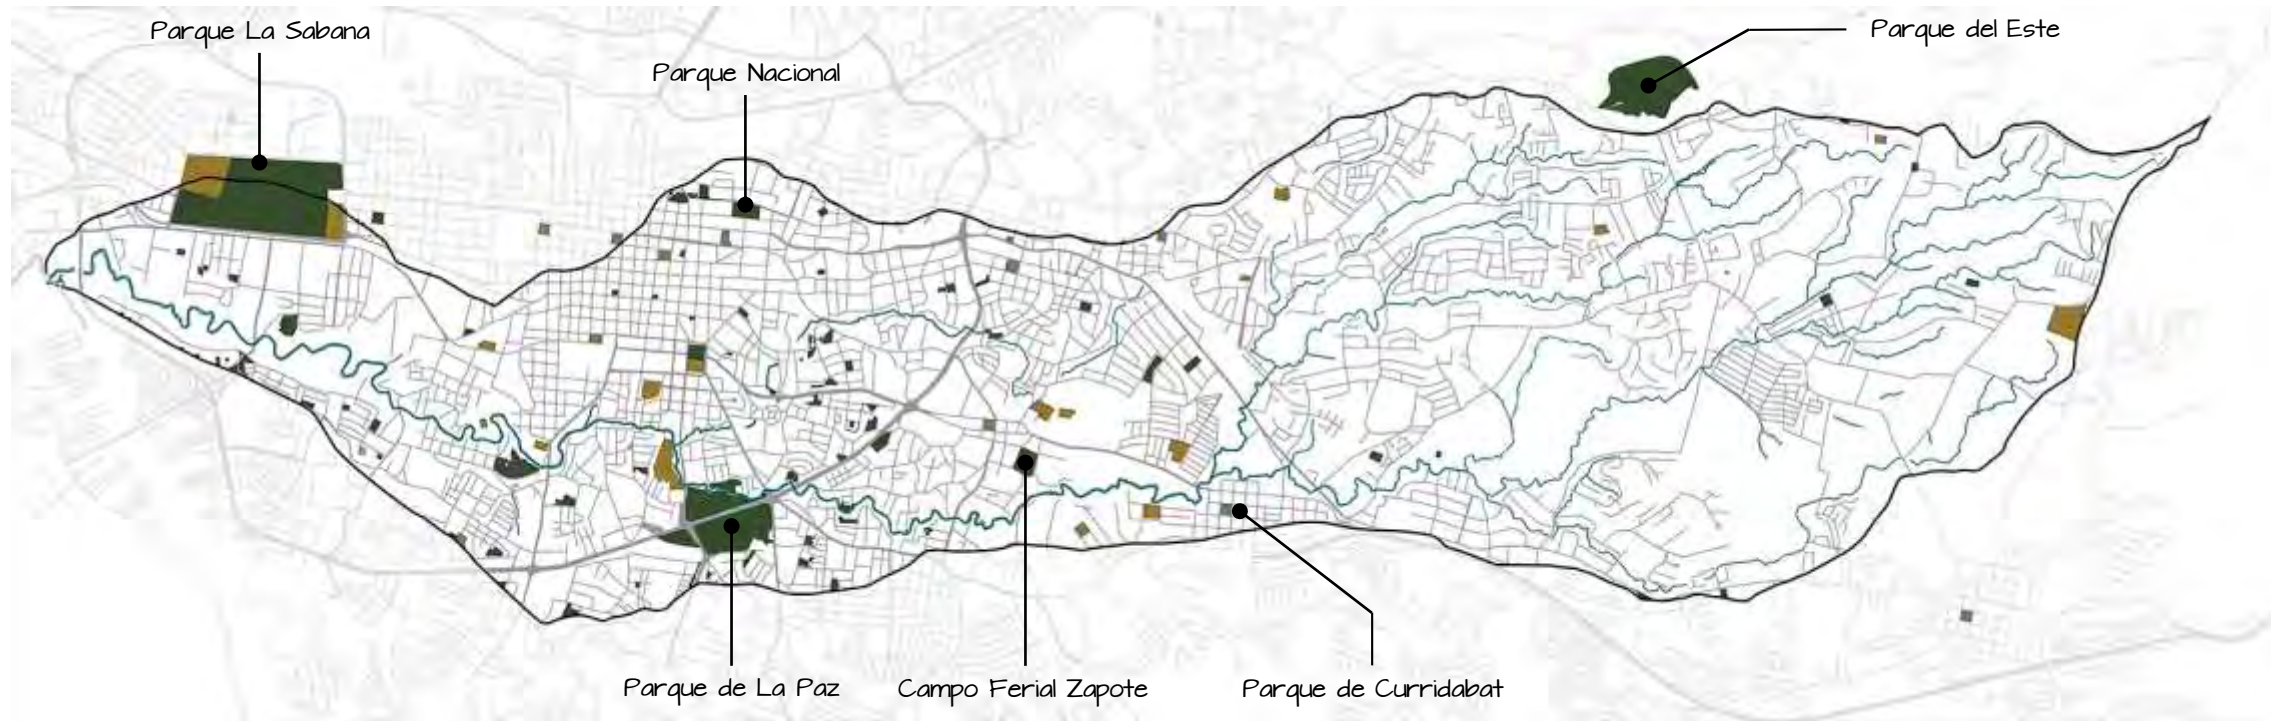 Parque La Sabana
Parque del Este
Parque Nacional
Parque de La Paz
Campo Ferial Zapote
Parque de Curridabat